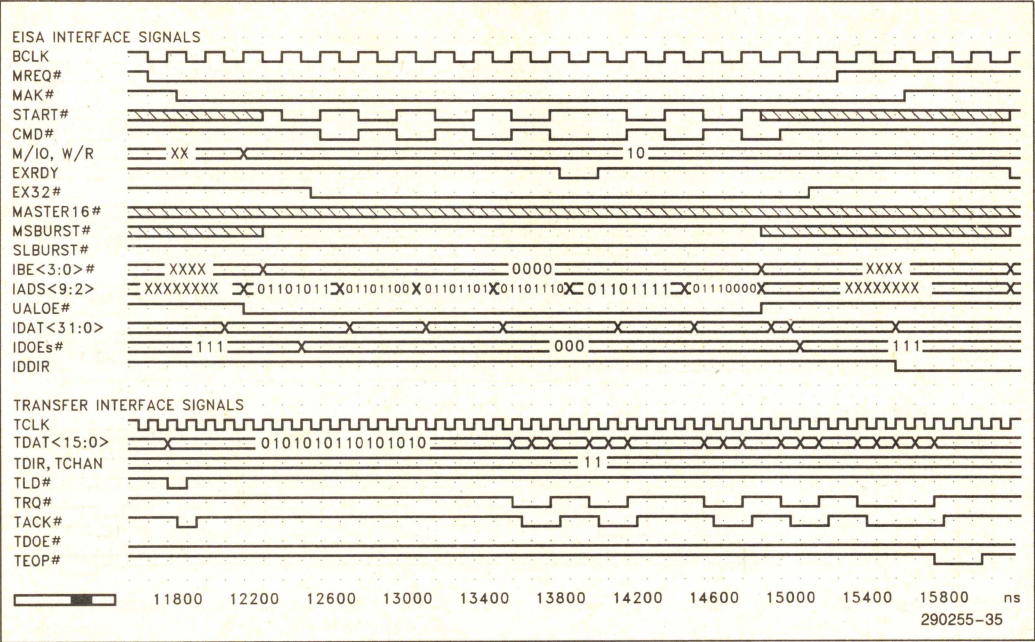 EISA INTERFACE SIGNALS
BCLK
MREQ#
MAK#
START#
CMD#
M/IO, W/R XX 10
EXRDY
EX32#
MASTER16#
MSBURST#
SLBURST#
IBE<3:0># XXXX 0000 XXXX
IADS<9:2> XXXXXXXX 01101011 01101100 01101101 01101110 01101111 01110000 XXXXXXXX
UALOE#
IDAT<31:0>
IDOEs# 111 000 111
IDDIR
TRANSFER INTERFACE SIGNALS
TCLK
TDAT<15:0> 0101010110101010
TDIR, TCHAN 11
TLD#
TRQ#
TACK#
TDOE#
TEOP#
11800 12200 12600 13000 13400 13800 14200 14600 15000 15400 15800 ns
290255-35